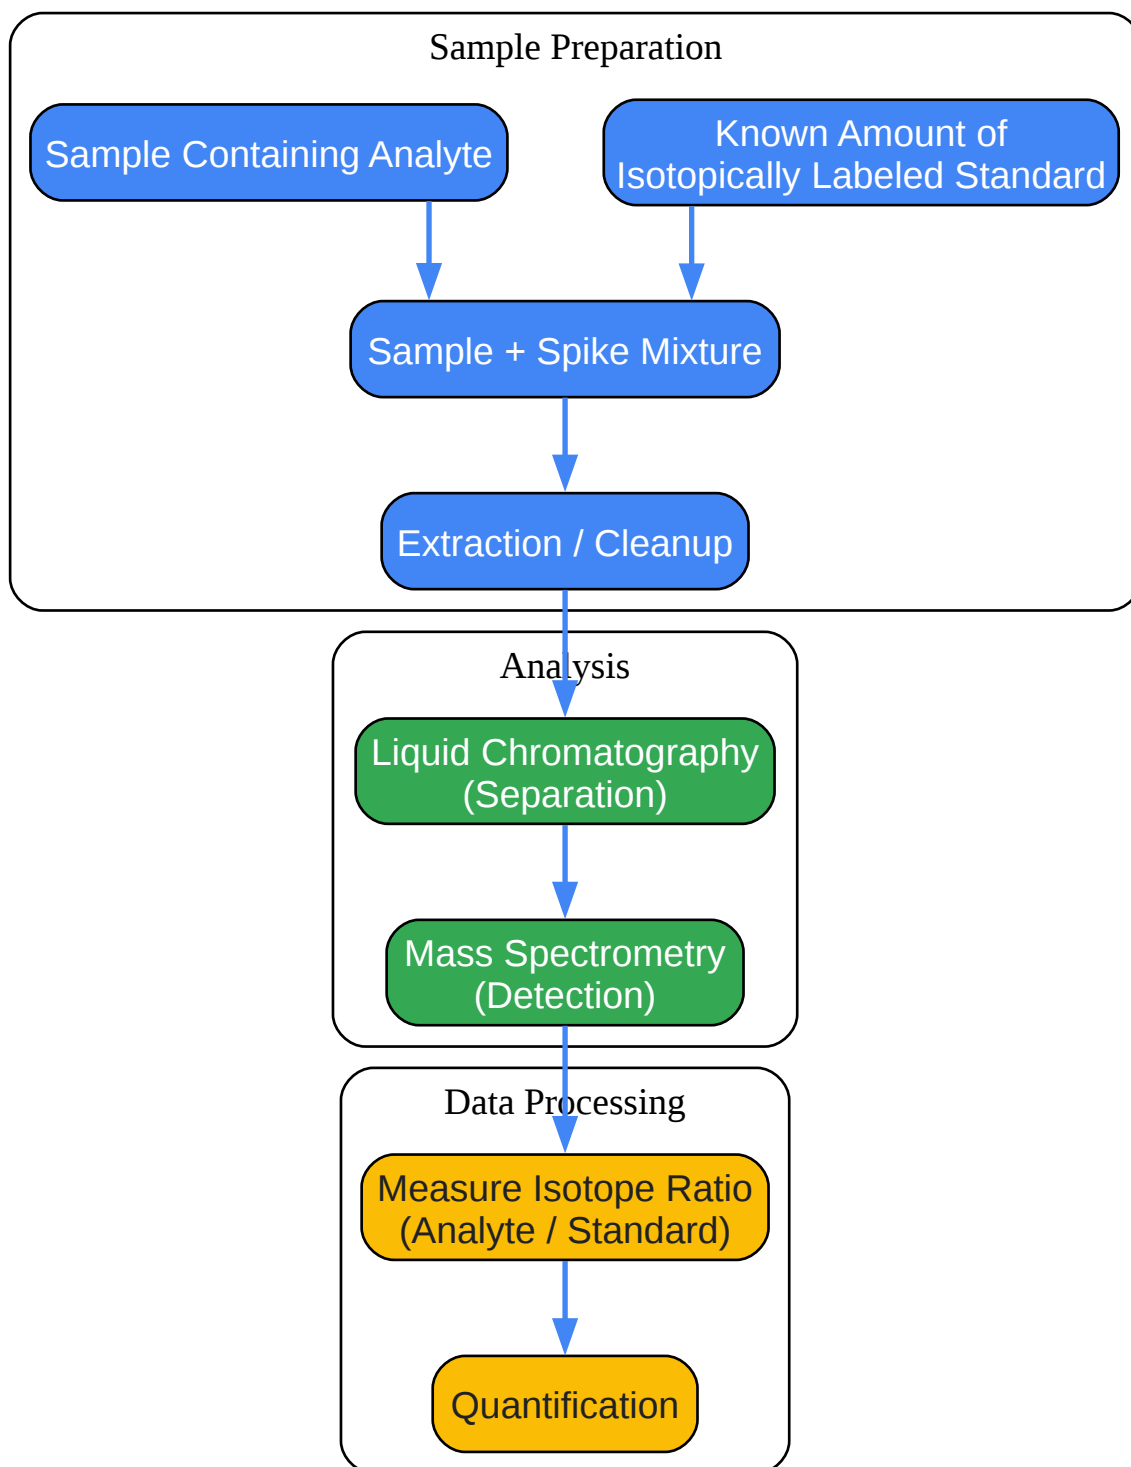 Sample Preparation
Sample Containing Analyte
Known Amount of
Isotopically Labeled Standard
Sample + Spike Mixture
Extraction / Cleanup
Analysis
Liquid Chromatography
(Separation)
Mass Spectrometry
(Detection)
Data Processing
Measure Isotope Ratio
(Analyte / Standard)
Quantification